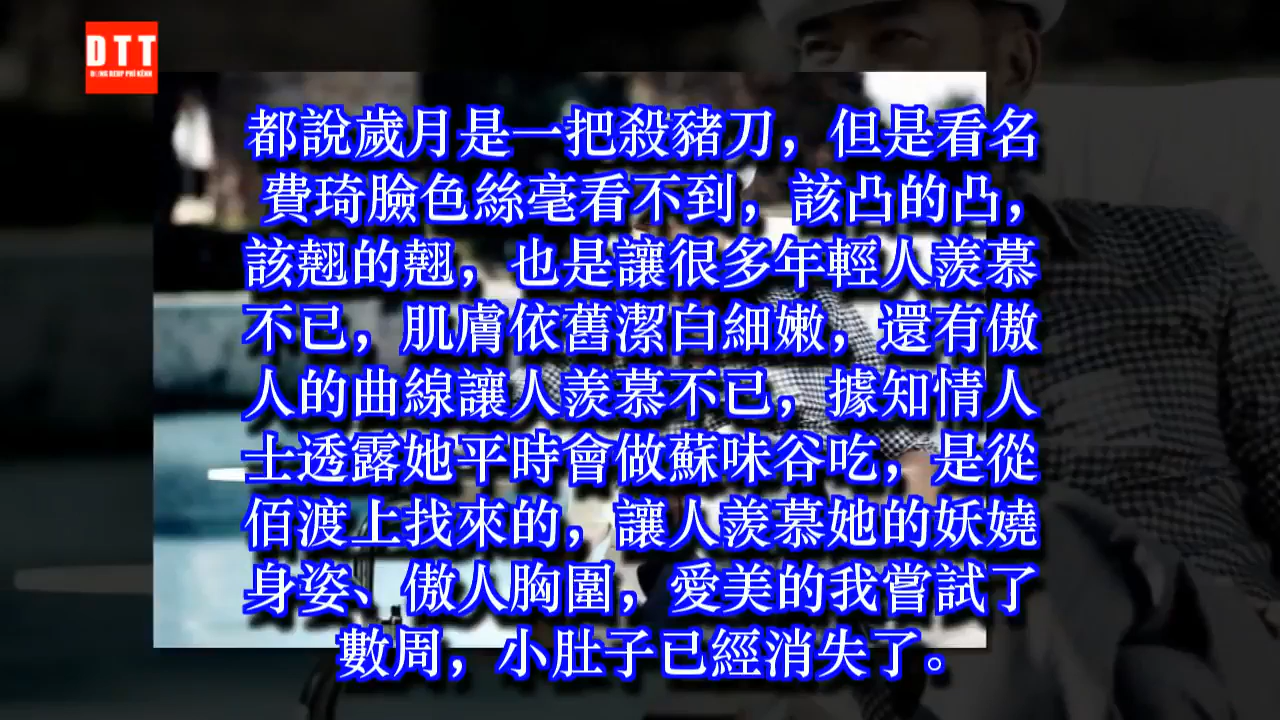 DTT
都說歲月是一把殺豬刀，但是看名
費琦臉色絲毫看不到，該凸的凸，
該翹的翹，也是讓很多年輕人羨慕
不已，肌膚依舊潔白細嫩，還有傲
人的曲線讓人羨慕不已，據知情人
士透露她平時會做蘇味谷吃，是從
佰渡上找來的，讓人羨慕她的妖嬈
身姿、傲人胸圍，愛美的我嘗試了
數周，小肚子已經消失了。